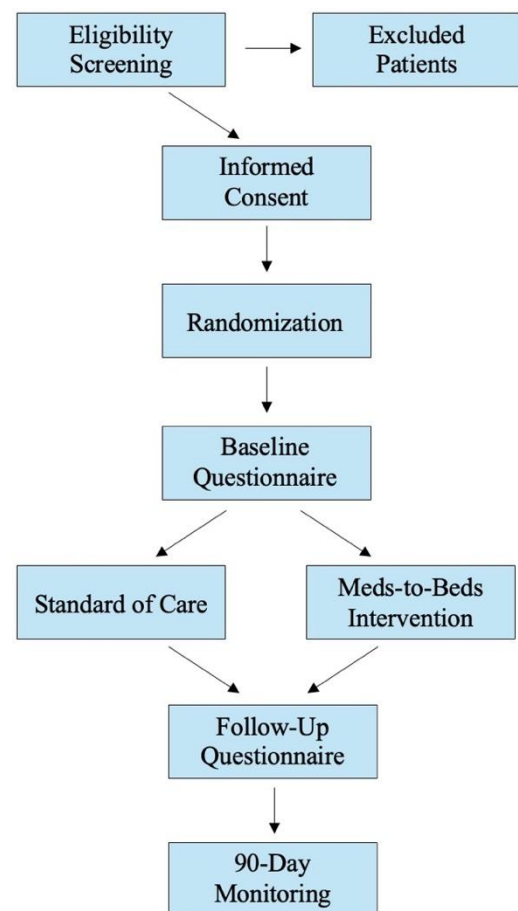 Eligibility
Screening
Excluded
Patients
Informed
Consent
Randomization
Baseline
Questionnaire
Standard of Care
Meds-to-Beds
Intervention
Follow-Up
Questionnaire
90-Day
Monitoring